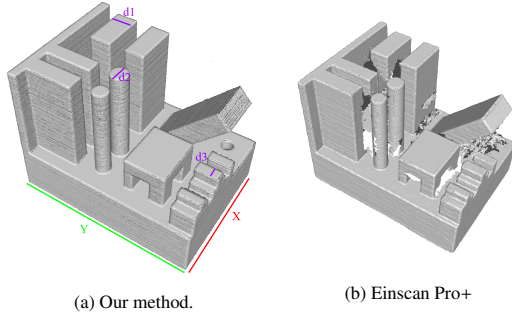 d1
d2
d3
Y
X
(a) Our method.
(b) Einscan Pro+